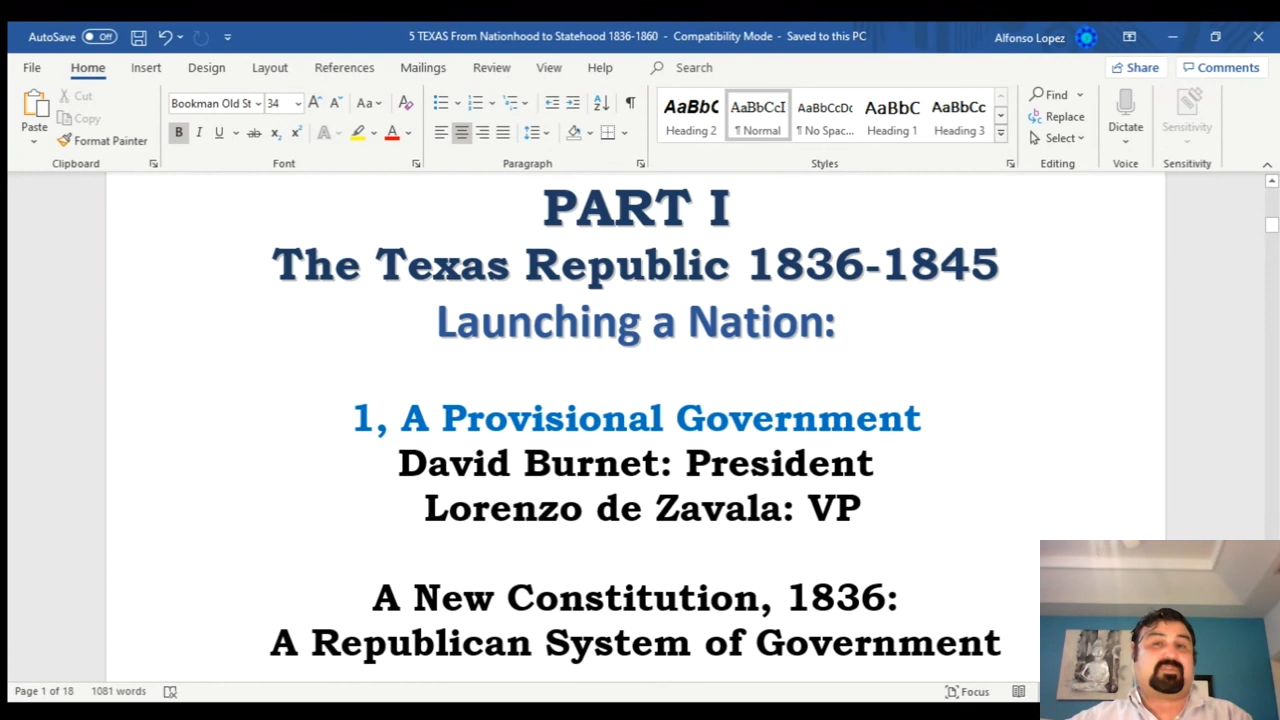 AutoSave Off 5 TEXAS From Nationhood to Statehood 1836-1860 - Compatibility Mode - Saved to this PC Alfonso Lopez
File Home Insert Design Layout References Mailings Review View Help Search Share Comments
Paste Cut Copy Format Painter
Bookman Old St 34 Aa
AaBbC AaBbCcI AaBbCcDc AaBbC AaBbCc
Heading 2 ¶ Normal ¶ No Spac... Heading 1 Heading 3
Find Replace Select
Dictate Sensitivity
Clipboard Font Paragraph Styles Editing Voice Sensitivity
PART I
The Texas Republic 1836-1845
Launching a Nation:
1, A Provisional Government
David Burnet: President
Lorenzo de Zavala: VP
A New Constitution, 1836:
A Republican System of Government
Page 1 of 18 1081 words Focus